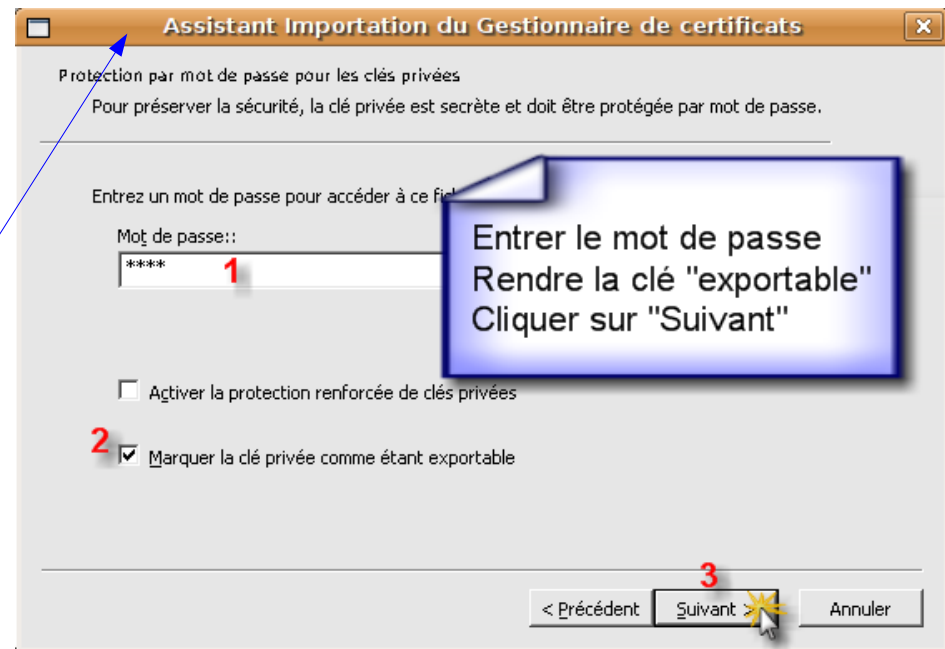 Assistant Importation du Gestionnaire de certificats
Protection par mot de passe pour les clés privées
Pour préserver la sécurité, la clé privée est secrète et doit être protégée par mot de passe.
Entrez un mot de passe pour accéder à ce
Mot de passe::
**** 1
Entrer le mot de passe
Rendre la clé "exportable"
Cliquer sur "Suivant"
Activer la protection renforcée de clés privées
2 Marquer la clé privée comme étant exportable
3
< Précédent Suivant > Annuler